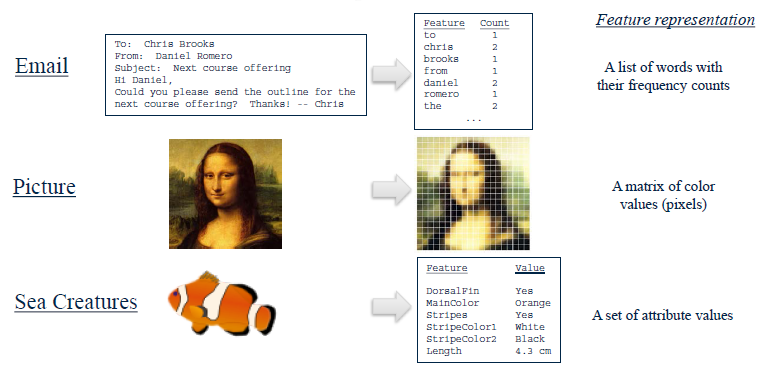 Feature representation
Email
To:  Chris Brooks
From:  Daniel Romero
Subject:  Next course offering
Hi Daniel,
Could you please send the outline for the
next course offering?  Thanks! -- Chris
Feature Count
to 1
chris 2
brooks 1
from 1
daniel 2
romero 1
the 2
...
A list of words with
their frequency counts
Picture
A matrix of color
values (pixels)
Sea Creatures
Feature Value
DorsalFin Yes
MainColor Orange
Stripes Yes
StripeColor1 White
StripeColor2 Black
Length 4.3 cm
A set of attribute values